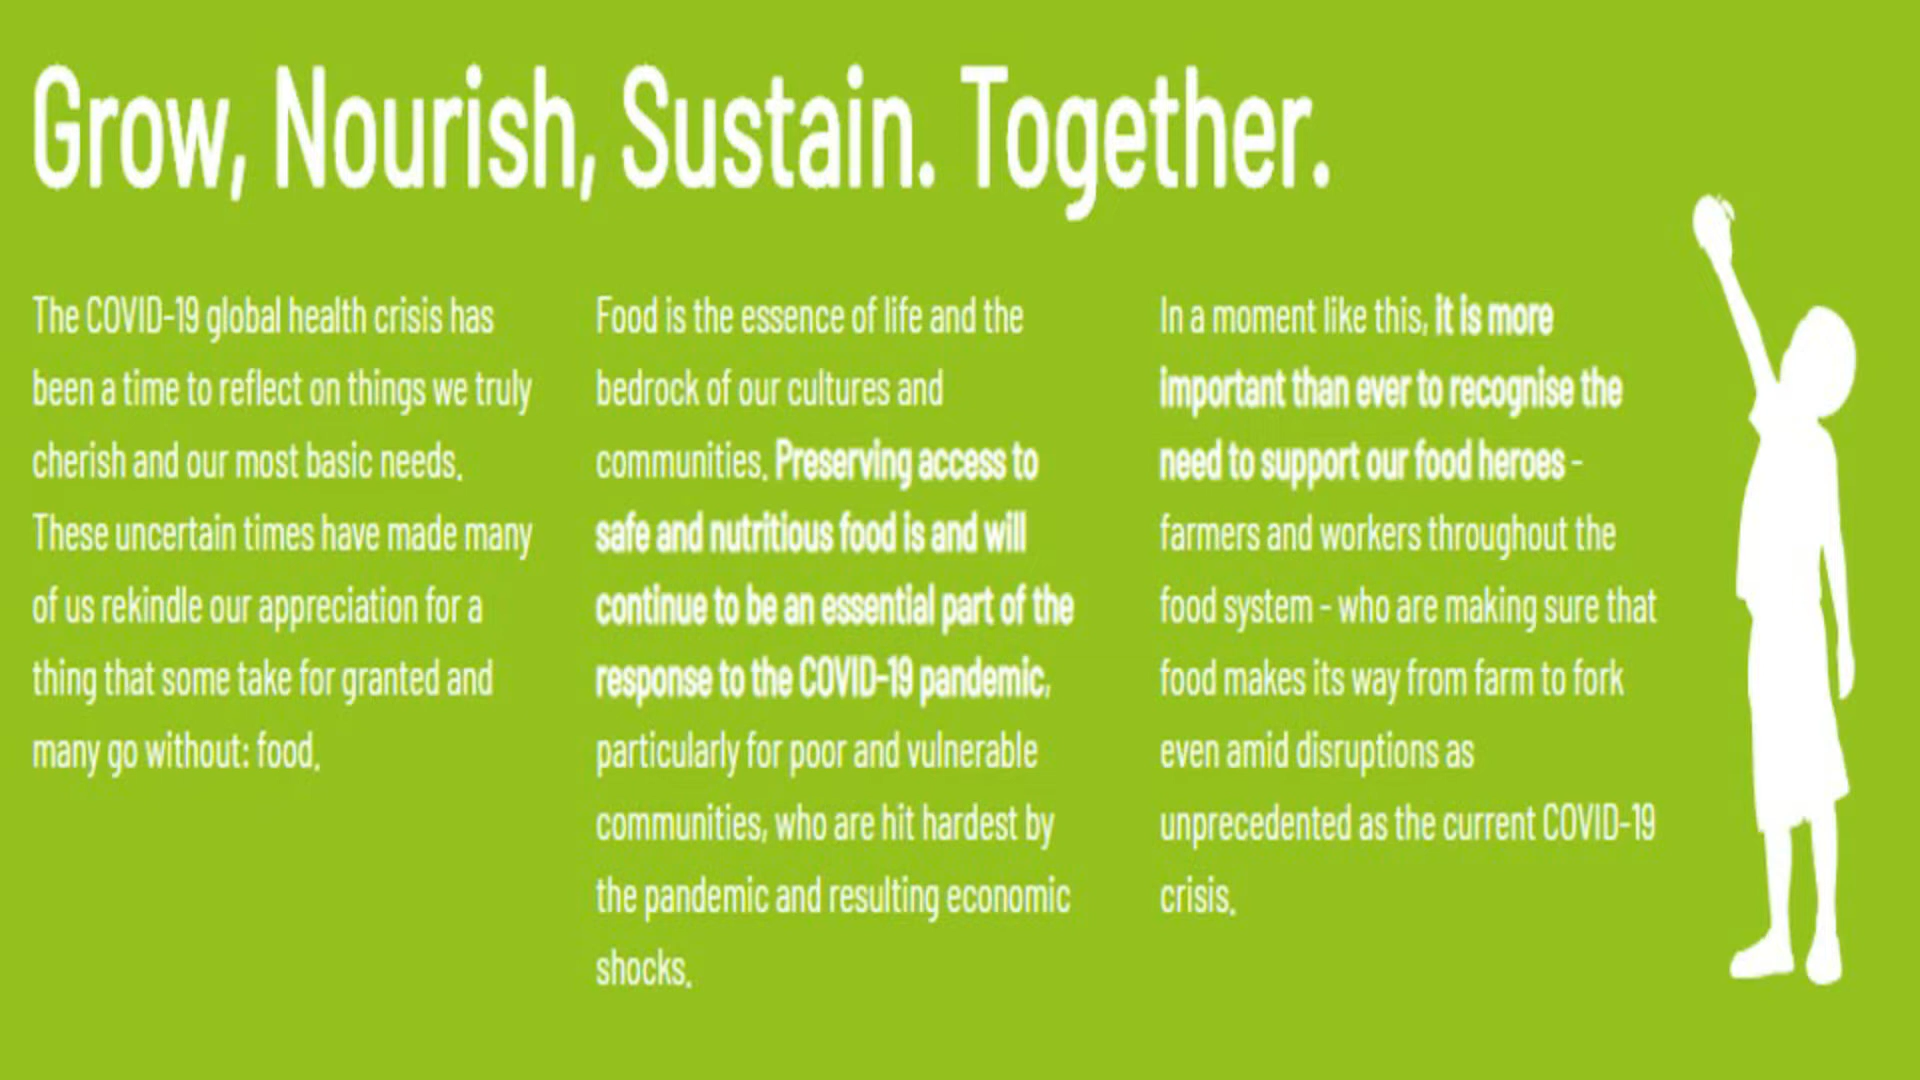 Grow, Nourish, Sustain. Together.
The COVID-19 global health crisis has
been a time to reflect on things we truly
cherish and our most basic needs.
These uncertain times have made many
of us rekindle our appreciation for a
thing that some take for granted and
many go without: food.
Food is the essence of life and the
bedrock of our cultures and
communities. Preserving access to
safe and nutritious food is and will
continue to be an essential part of the
response to the COVID-19 pandemic,
particularly for poor and vulnerable
communities, who are hit hardest by
the pandemic and resulting economic
shocks.
In a moment like this, it is more
important than ever to recognise the
need to support our food heroes -
farmers and workers throughout the
food system - who are making sure that
food makes its way from farm to fork
even amid disruptions as
unprecedented as the current COVID-19
crisis.